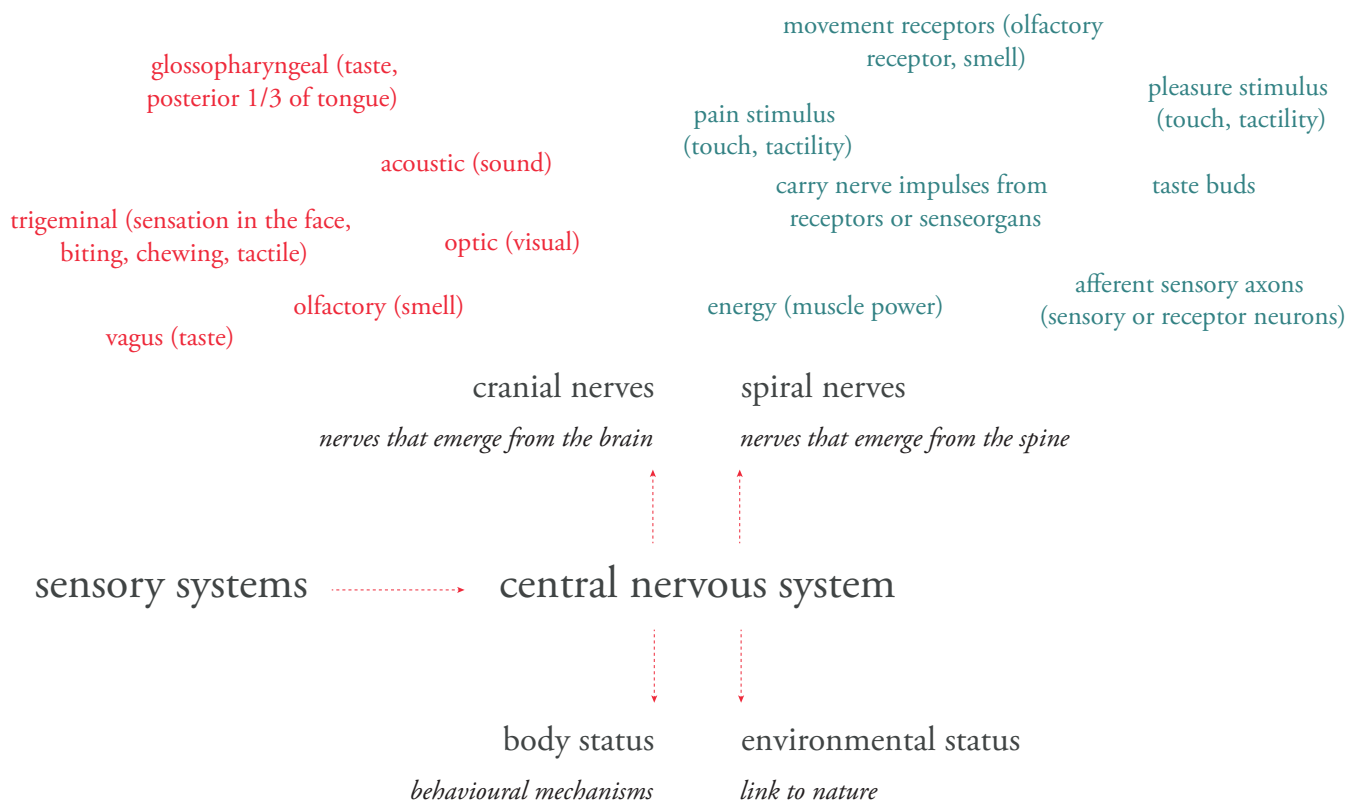 movement receptors (olfactory
receptor, smell)
glossopharyngeal (taste,
posterior 1/3 of tongue)
pleasure stimulus
(touch, tactility)
pain stimulus
(touch, tactility)
acoustic (sound)
carry nerve impulses from
receptors or senseorgans
taste buds
trigeminal (sensation in the face,
biting, chewing, tactile)
optic (visual)
afferent sensory axons
(sensory or receptor neurons)
olfactory (smell)
energy (muscle power)
vagus (taste)
cranial nerves
nerves that emerge from the brain
spiral nerves
nerves that emerge from the spine
sensory systems
central nervous system
body status
behavioural mechanisms
environmental status
link to nature